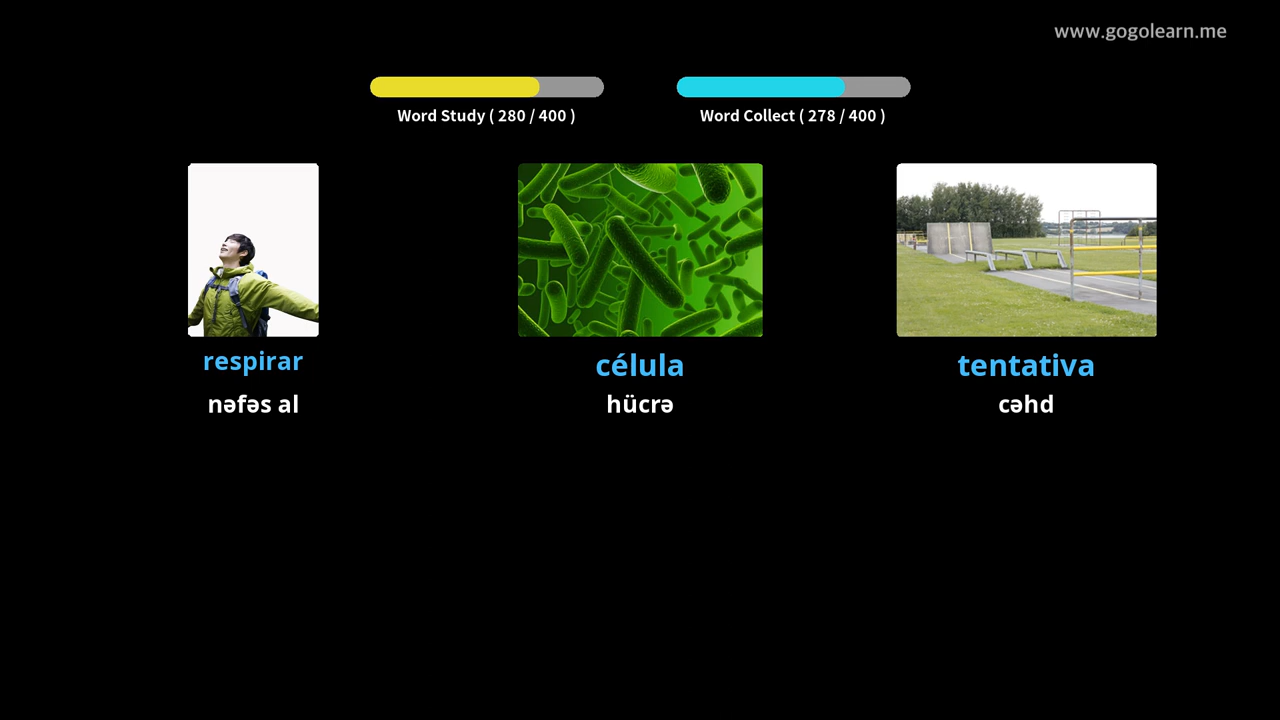 www.gogolearn.me
Word Study ( 280 / 400 )
Word Collect ( 278 / 400 )
respirar
nəfəs al
célula
hücrə
tentativa
cəhd